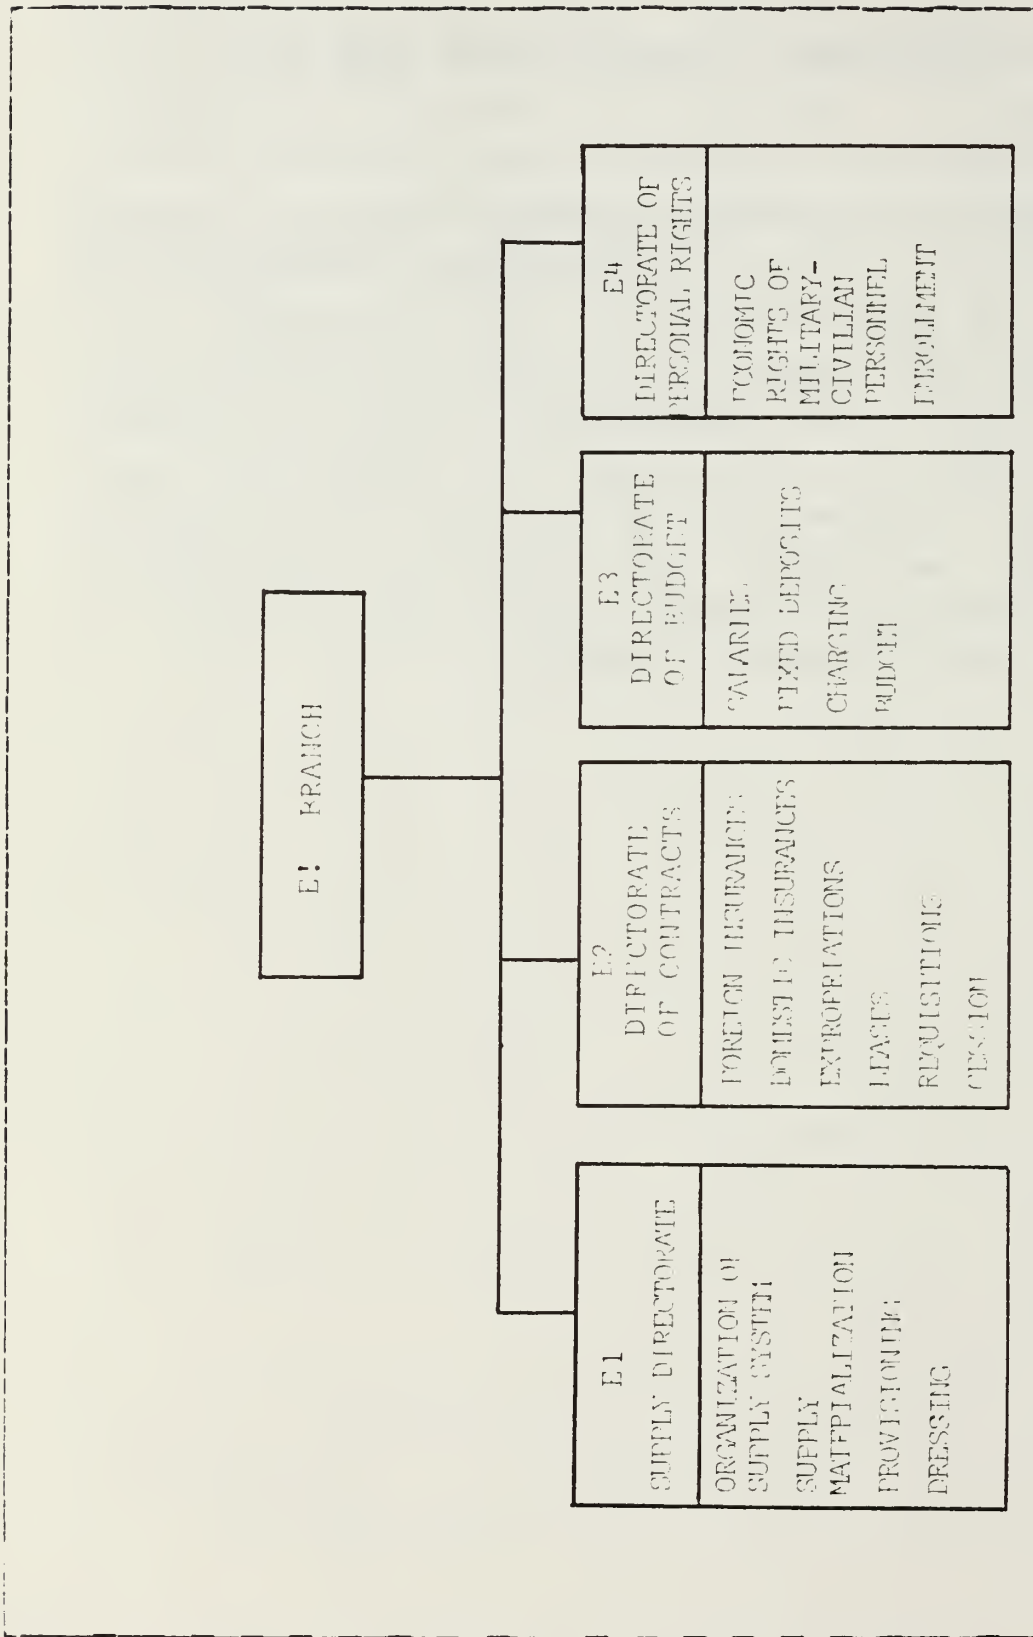 E! BRANCH
E1
SUPPLY DIRECTORATE
ORGANIZATION OF
SUPPLY SYSTEM
SUPPLY
MATERIALIZATION
PROVISIONING
DRESSING
E2
DIRECTORATE
OF CONTRACTS
FOREIGN INSURANCES
DOMESTIC INSURANCES
EXPROPRIATIONS
LEASES
REQUISITIONS
CESSION
E3
DIRECTORATE
OF BUDGET
SALARIES
FIXED DEPOSITS
CHARGING
BUDGET
E4
DIRECTORATE OF
PERSONAL RIGHTS
ECONOMIC
RIGHTS OF
MILITARY-
CIVILIAN
PERSONNEL
ENROLLMENT